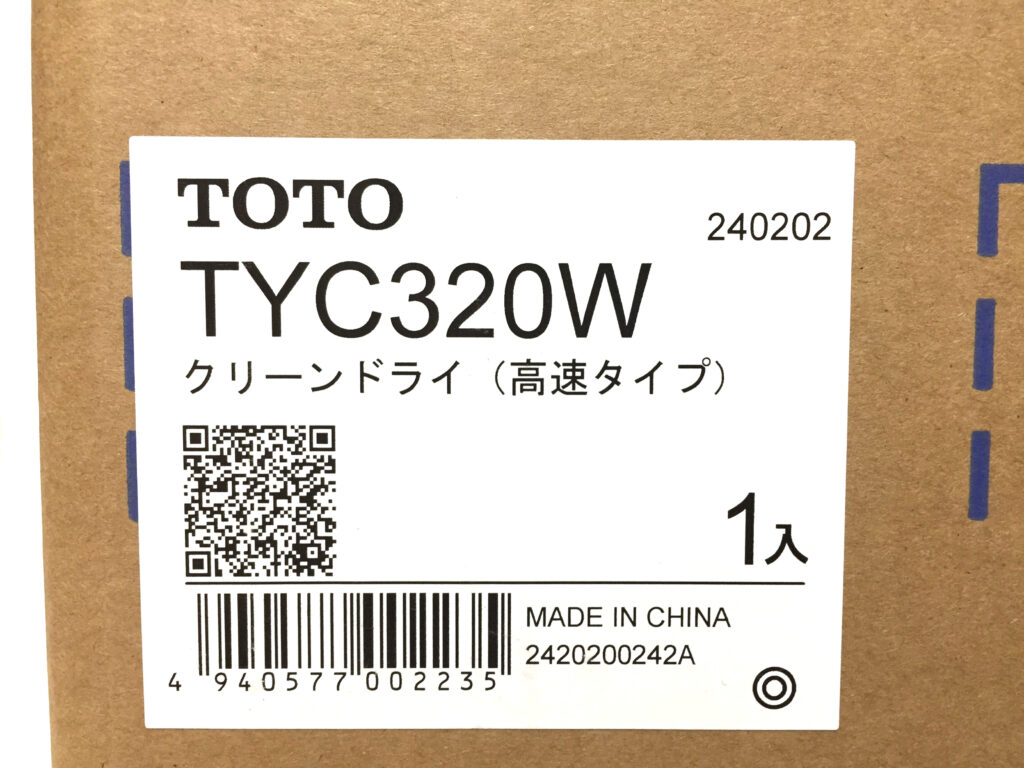 TOTO
240202
TYC320W
クリーンドライ（高速タイプ）
1入
MADE IN CHINA
2420200242A
4 940577 002235